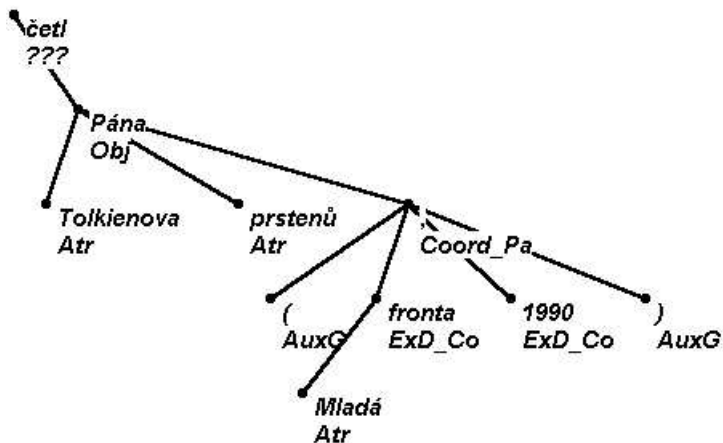 četl
???
Pána
Obj
Tolkienova
Atr
prstenů
Atr
,
Coord_Pa
(
AuxG
fronta
ExD_Co
1990
ExD_Co
)
AuxG
Mladá
Atr